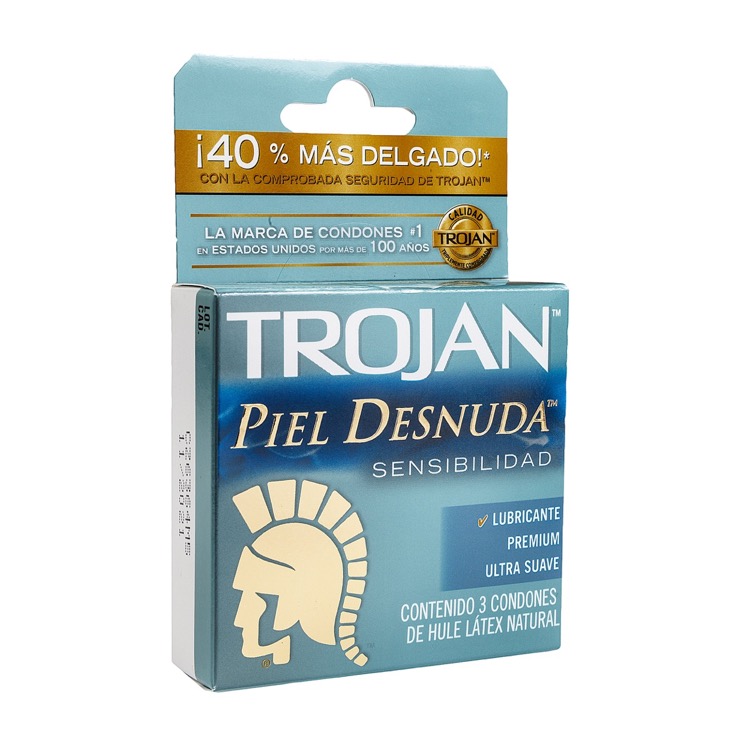 ¡40 % MÁS DELGADO!*
CON LA COMPROBADA SEGURIDAD DE TROJAN™
LA MARCA DE CONDONES #1
EN ESTADOS UNIDOS POR MÁS DE 100 AÑOS
CALIDAD
TROJAN
TROJAN™
PIEL DESNUDA™
SENSIBILIDAD
LUBRICANTE
PREMIUM
ULTRA SUAVE
CONTENIDO 3 CONDONES
DE HULE LÁTEX NATURAL
®
LOT.
CAD.